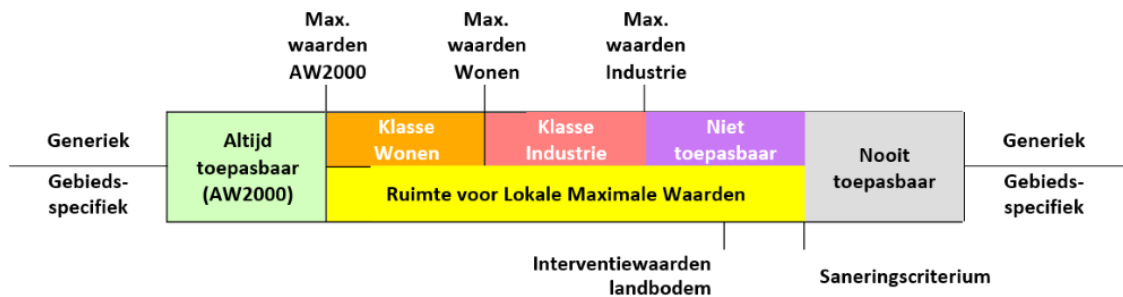 Max.
waarden
AW2000
Max.
waarden
Wonen
Max.
waarden
Industrie
Generiek
Gebieds-
specifiek
Altijd
toepasbaar
(AW2000)
Klasse
Wonen
Klasse
Industrie
Niet
toepasbaar
Ruimte voor Lokale Maximale Waarden
Nooit
toepasbaar
Generiek
Gebieds-
specifiek
Interventiewaarden
landbodem
Saneringscriterium